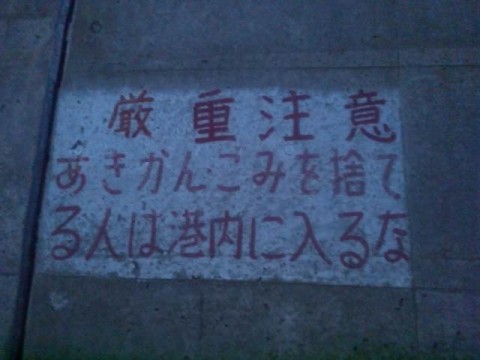 厳重注意
あきかんごみを捨て
る人は港内に入るな